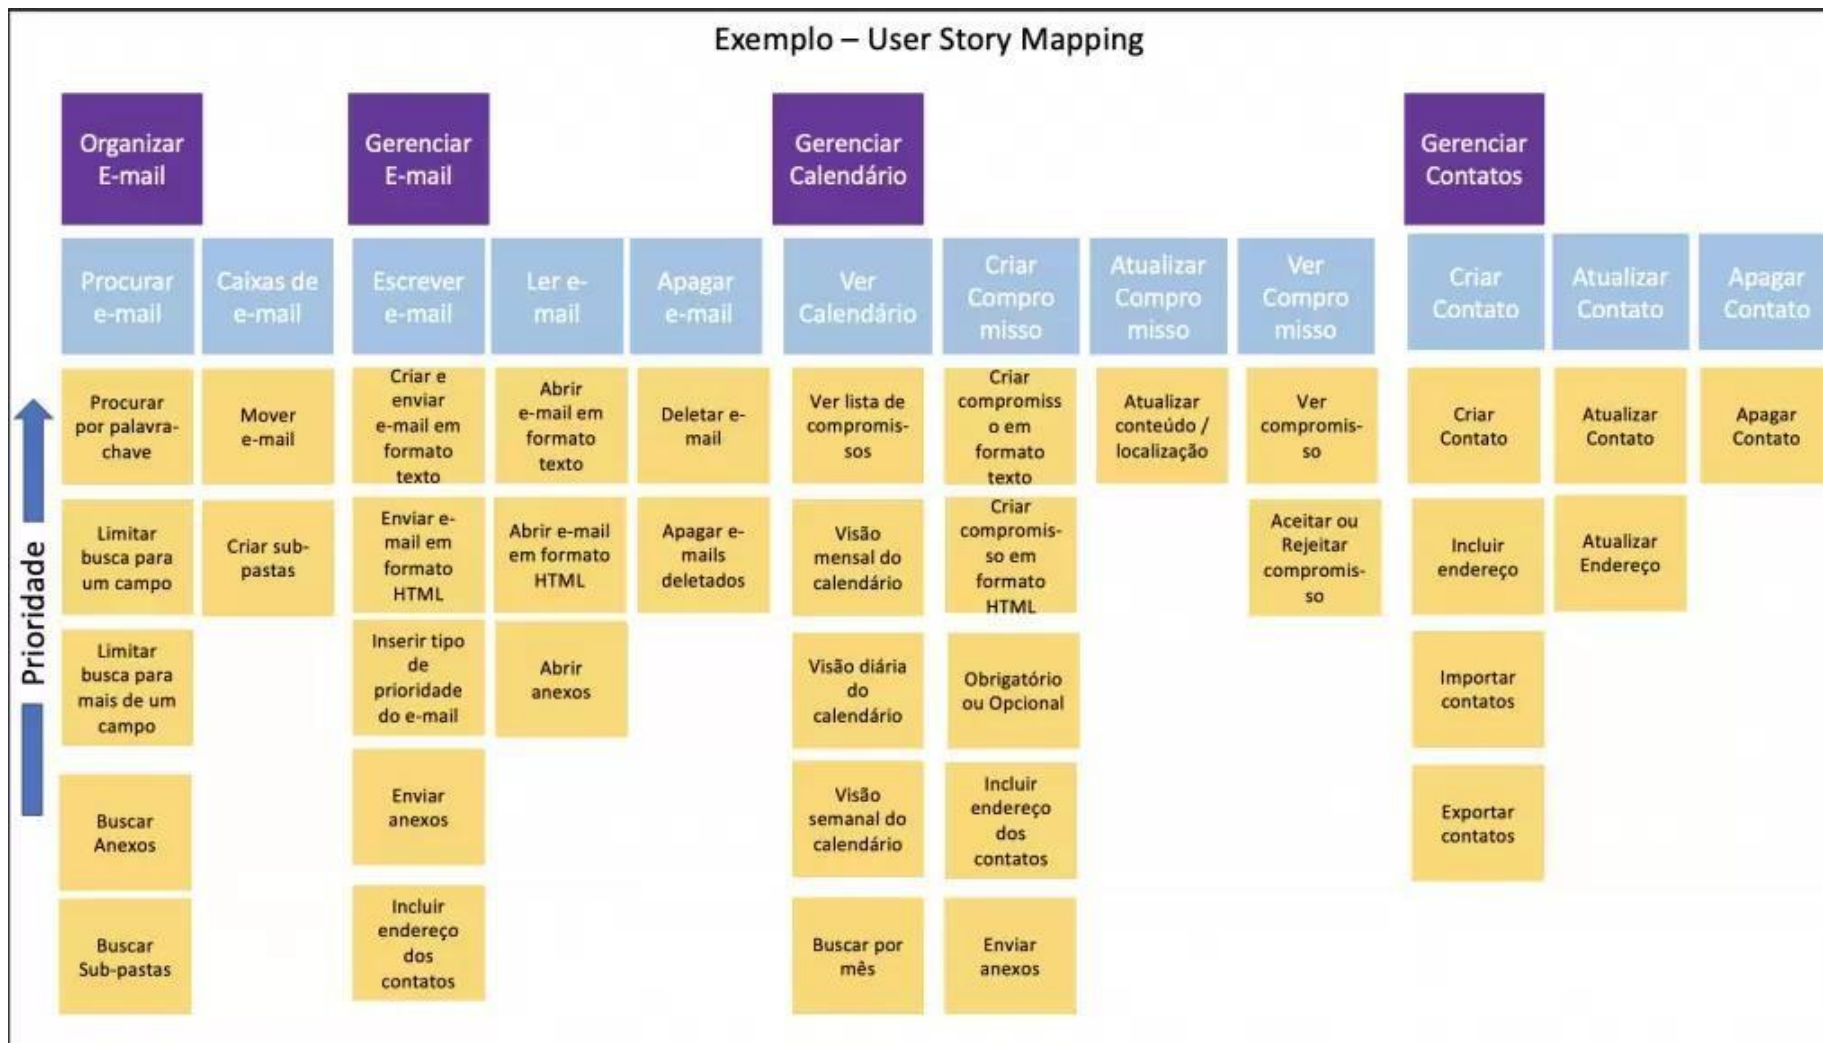 Exemplo – User Story Mapping
Organizar
E-mail
Gerenciar
E-mail
Gerenciar
Calendário
Gerenciar
Contatos
Procurar
e-mail
Caixas de
e-mail
Escrever
e-mail
Ler e-
mail
Apagar
e-mail
Ver
Calendário
Criar
Compro
misso
Atualizar
Compro
misso
Ver
Compro
misso
Criar
Contato
Atualizar
Contato
Apagar
Contato
Prioridade
Procurar
por palavra-
chave
Mover
e-mail
Criar e
enviar
e-mail em
formato
texto
Abrir
e-mail em
formato
texto
Deletar e-
mail
Ver lista de
compromis-
sos
Criar
compromiss
o em
formato
texto
Atualizar
conteúdo /
localização
Ver
compromis-
so
Criar
Contato
Atualizar
Contato
Apagar
Contato
Limitar
busca para
um campo
Criar sub-
pastas
Enviar e-
mail em
formato
HTML
Abrir e-mail
em formato
HTML
Apagar e-
mails
deletados
Visão
mensal do
calendário
Criar
compromis-
so em
formato
HTML
Aceitar ou
Rejeitar
compromis-
so
Incluir
endereço
Atualizar
Endereço
Limitar
busca para
mais de um
campo
Inserir tipo
de
prioridade
do e-mail
Abrir
anexos
Visão diária
do
calendário
Obrigatório
ou Opcional
Importar
contatos
Buscar
Anexos
Enviar
anexos
Visão
semanal do
calendário
Incluir
endereço
dos
contatos
Exportar
contatos
Buscar
Sub-pastas
Incluir
endereço
dos
contatos
Buscar por
mês
Enviar
anexos